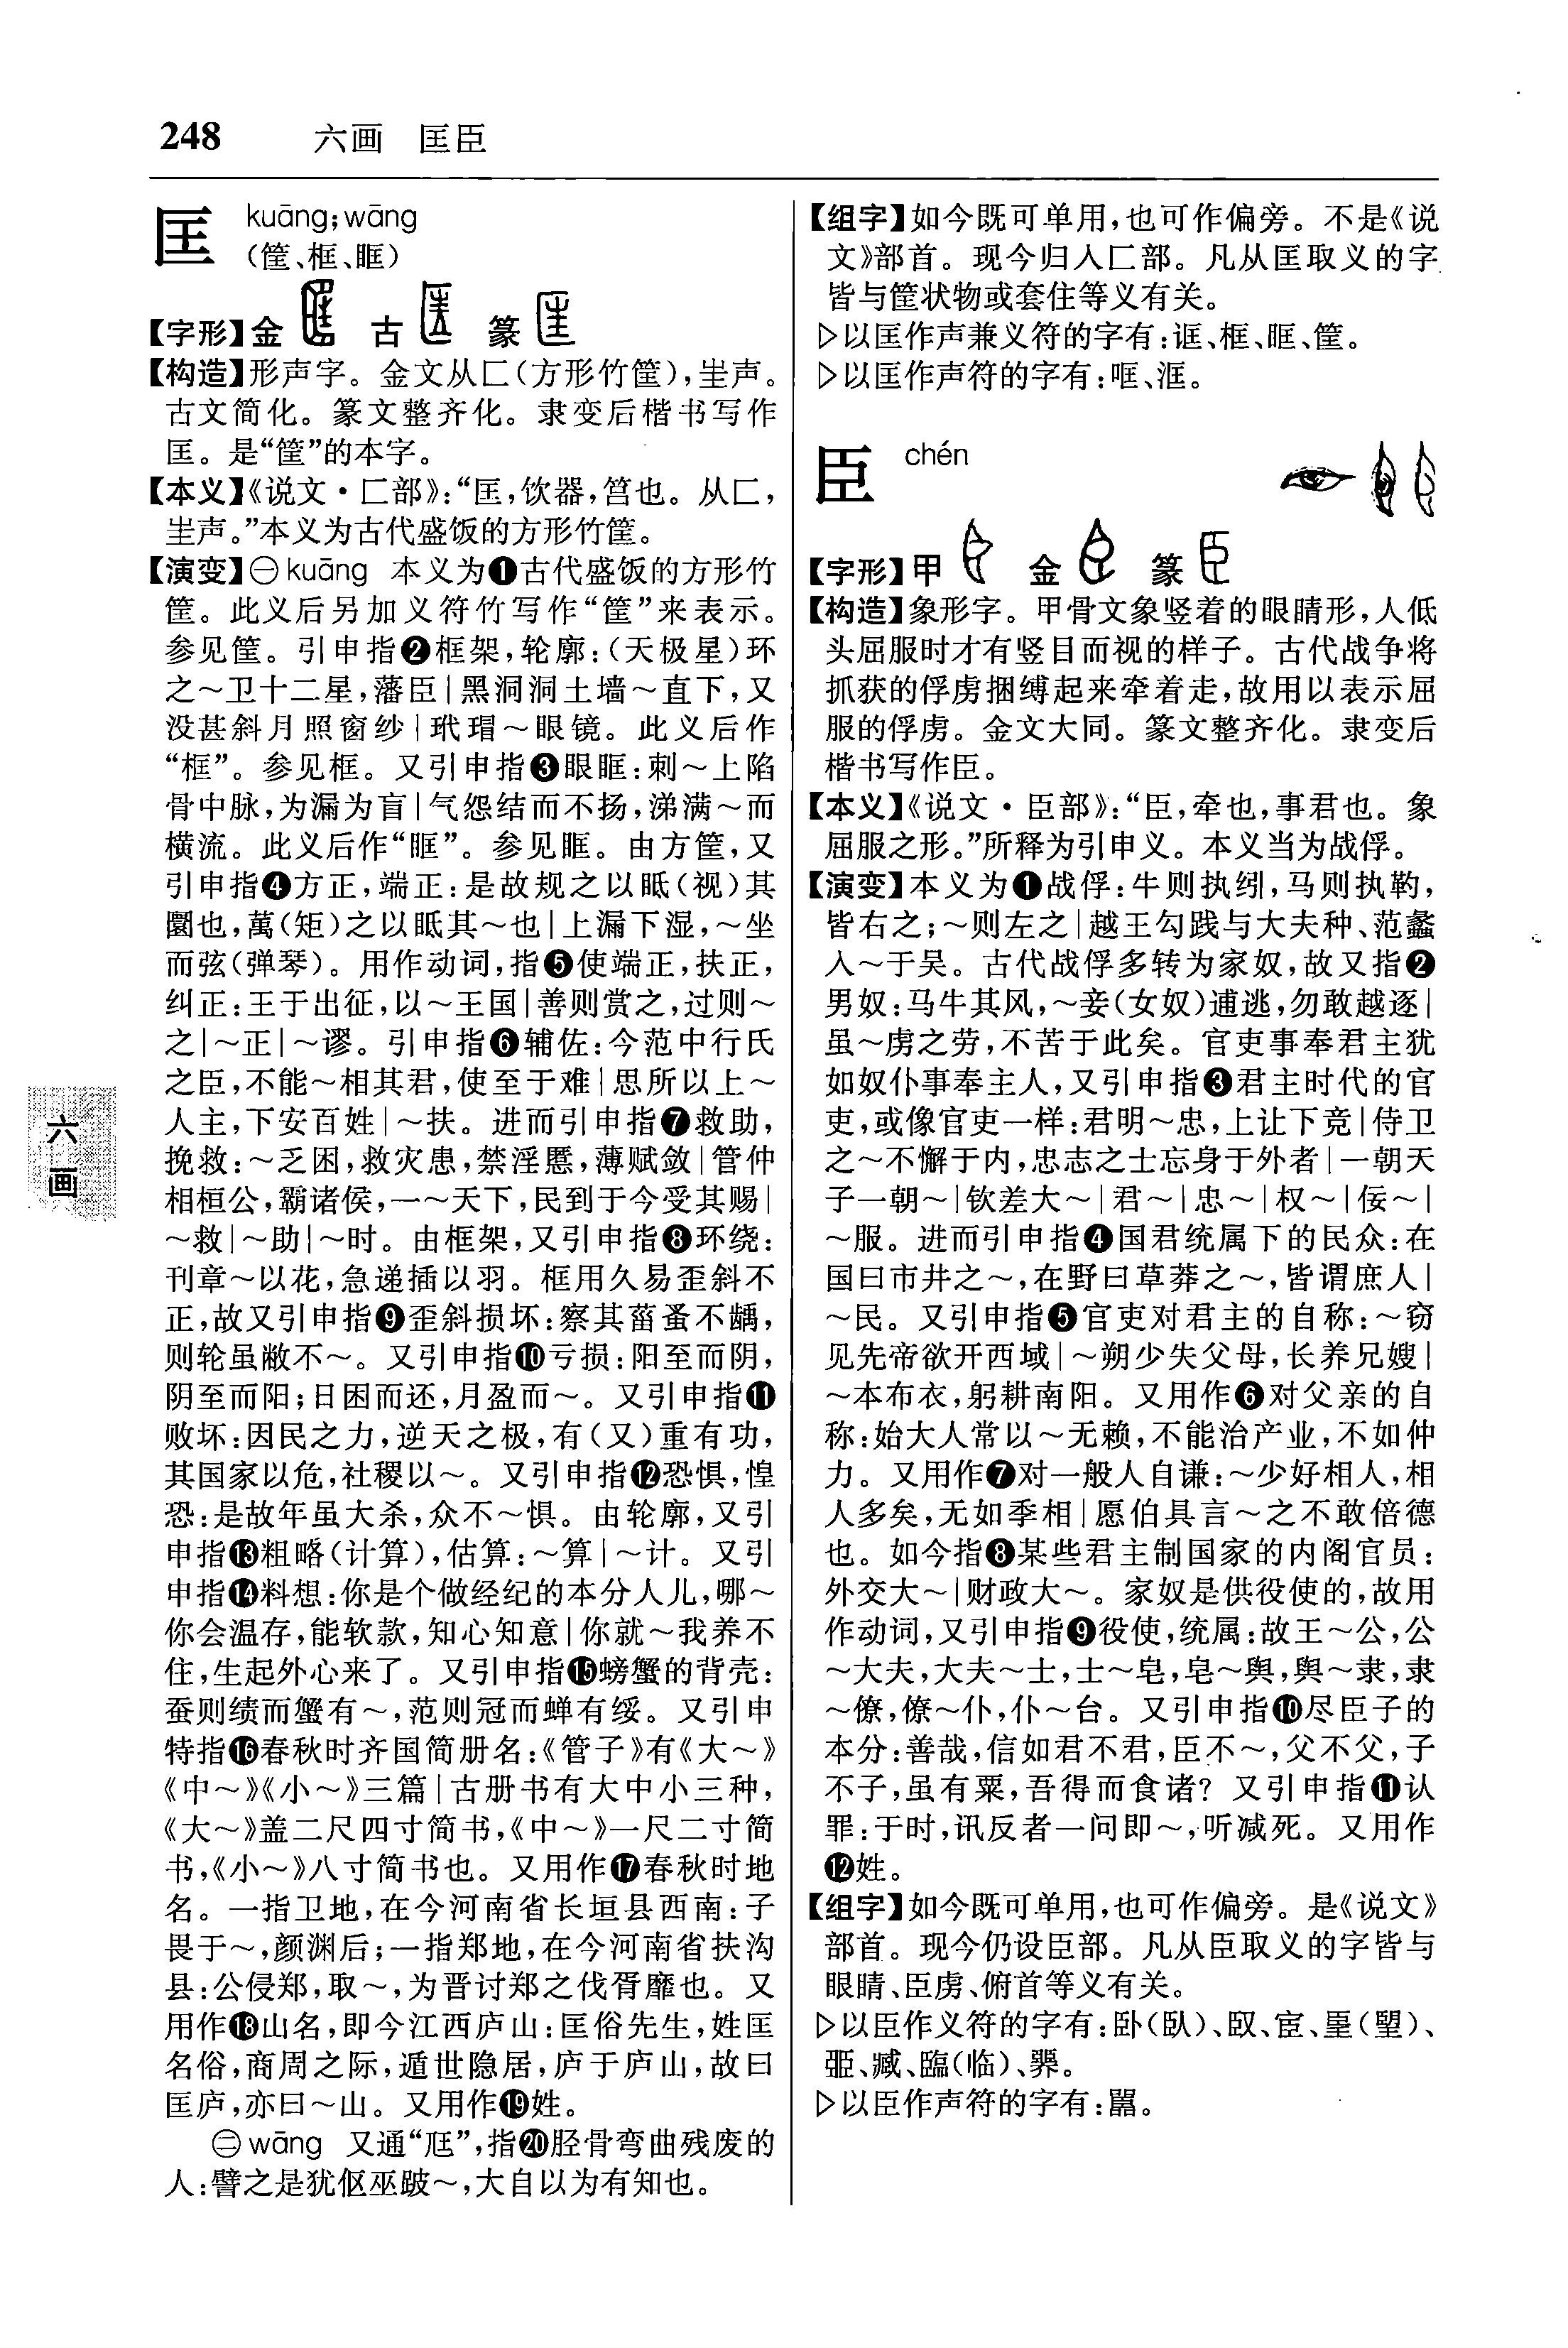 248 六画 匡臣
匡 kuāng;wāng
(筐、框、眶)
【字形】金 古 篆
【构造】形声字。金文从匚(方形竹筐),㞷声。
古文简化。篆文整齐化。隶变后楷书写作
匡。是“筐”的本字。
【本义】《说文·匚部》:“匡,饮器,筥也。从匚,
㞷声。”本义为古代盛饭的方形竹筐。
【演变】㊀kuāng 本义为❶古代盛饭的方形竹
筐。此义后另加义符竹写作“筐”来表示。
参见筐。引申指❷框架,轮廓:(天极星)环
之～卫十二星,藩臣|黑洞洞土墙～直下,又
没甚斜月照窗纱|玳瑁～眼镜。此义后作
“框”。参见框。又引申指❸眼眶:刺～上陷
骨中脉,为漏为盲|气怨结而不扬,涕满～而
横流。此义后作“眶”。参见眶。由方筐,又
引申指❹方正,端正:是故规之以眡(视)其
圜也,萬(矩)之以眡其～也|上漏下湿,～坐
而弦(弹琴)。用作动词,指❺使端正,扶正,
纠正:王于出征,以～王国|善则赏之,过则～
之|～正|～谬。引申指❻辅佐:今范中行氏
之臣,不能～相其君,使至于难|思所以上～
人主,下安百姓|～扶。进而引申指❼救助,
挽救:～乏困,救灾患,禁淫慝,薄赋敛|管仲
相桓公,霸诸侯,一～天下,民到于今受其赐|
～救|～助|～时。由框架,又引申指❽环绕:
刊章～以花,急递插以羽。框用久易歪斜不
正,故又引申指❾歪斜损坏:察其菑蚤不龋,
则轮虽敝不～。又引申指❿亏损:阳至而阴,
阴至而阳;日困而还,月盈而～。又引申指⓫
败坏:因民之力,逆天之极,有(又)重有功,
其国家以危,社稷以～。又引申指⓬恐惧,惶
恐:是故年虽大杀,众不～惧。由轮廓,又引
申指⓭粗略(计算),估算:～算|～计。又引
申指⓮料想:你是个做经纪的本分人儿,哪～
你会温存,能软款,知心知意|你就～我养不
住,生起外心来了。又引申指⓯螃蟹的背壳:
蚕则绩而蟹有～,范则冠而蝉有绥。又引申
特指⓰春秋时齐国简册名:《管子》有《大～》
《中～》《小～》三篇|古册书有大中小三种,
《大～》盖二尺四寸简书,《中～》一尺二寸简
书,《小～》八寸简书也。又用作⓱春秋时地
名。一指卫地,在今河南省长垣县西南:子
畏于～,颜渊后;一指郑地,在今河南省扶沟
县:公侵郑,取～,为晋讨郑之伐胥靡也。又
用作⓲山名,即今江西庐山:匡俗先生,姓匡
名俗,商周之际,遁世隐居,庐于庐山,故曰
匡庐,亦曰～山。又用作⓳姓。
㊁wāng 又通“尪”,指⓴胫骨弯曲残废的
人:譬之是犹伛巫跛～,大自以为有知也。
【组字】如今既可单用,也可作偏旁。不是《说
文》部首。现今归入匚部。凡从匡取义的字
皆与筐状物或套住等义有关。
▷以匡作声兼义符的字有:诓、框、眶、筐。
▷以匡作声符的字有:哐、洭。
臣 chén
【字形】甲 金 篆
【构造】象形字。甲骨文象竖着的眼睛形,人低
头屈服时才有竖目而视的样子。古代战争将
抓获的俘虏捆缚起来牵着走,故用以表示屈
服的俘虏。金文大同。篆文整齐化。隶变后
楷书写作臣。
【本义】《说文·臣部》:“臣,牵也,事君也。象
屈服之形。”所释为引申义。本义当为战俘。
【演变】本义为❶战俘:牛则执纼,马则执靮,
皆右之;～则左之|越王勾践与大夫种、范蠡
入～于吴。古代战俘多转为家奴,故又指❷
男奴:马牛其风,～妾(女奴)逋逃,勿敢越逐|
虽～虏之劳,不苦于此矣。官吏事奉君主犹
如奴仆事奉主人,又引申指❸君主时代的官
吏,或像官吏一样:君明～忠,上让下竞|侍卫
之～不懈于内,忠志之士忘身于外者|一朝天
子一朝～|钦差大～|君～|忠～|权～|佞～|
～服。进而引申指❹国君统属下的民众:在
国曰市井之～,在野曰草莽之～,皆谓庶人|
～民。又引申指❺官吏对君主的自称:～窃
见先帝欲开西域|～朔少失父母,长养兄嫂|
～本布衣,躬耕南阳。又用作❻对父亲的自
称:始大人常以～无赖,不能治产业,不如仲
力。又用作❼对一般人自谦:～少好相人,相
人多矣,无如季相|愿伯具言～之不敢倍德
也。如今指❽某些君主制国家的内阁官员:
外交大～|财政大～。家奴是供役使的,故用
作动词,又引申指❾役使,统属:故王～公,公
～大夫,大夫～士,士～皂,皂～舆,舆～隶,隶
～僚,僚～仆,仆～台。又引申指❿尽臣子的
本分:善哉,信如君不君,臣不～,父不父,子
不子,虽有粟,吾得而食诸?又引申指⓫认
罪:于时,讯反者一问即～,听减死。又用作
⓬姓。
【组字】如今既可单用,也可作偏旁。是《说文》
部首。现今仍设臣部。凡从臣取义的字皆与
眼睛、臣虏、俯首等义有关。
▷以臣作义符的字有:卧(臥)、臤、宦、𦣠(朢)、
臦、臧、臨(临)、臩。
▷以臣作声符的字有:嚚。
六
画